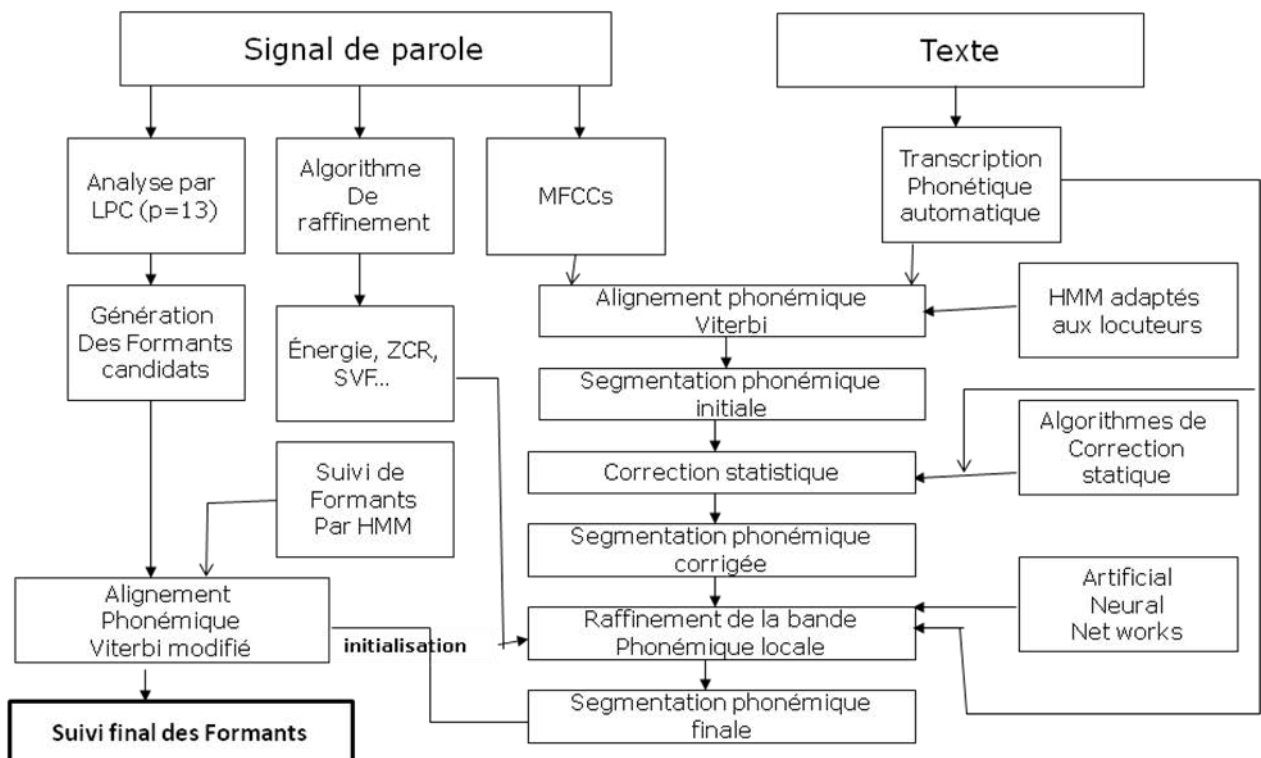 Signal de parole
Texte
Analyse par
LPC (p=13)
Algorithme
De
raffinement
MFCCs
Transcription
Phonétique
automatique
Génération
Des Formants
candidats
Énergie, ZCR,
SVF...
Alignement phonémique
Viterbi
HMM adaptés
aux locuteurs
Segmentation phonémique
initiale
Suivi de
Formants
Par HMM
Correction statistique
Algorithmes de
Correction
statique
Segmentation phonémique
corrigée
Alignement
Phonémique
Viterbi modifié
initialisation
Raffinement de la bande
Phonémique locale
Artificial
Neural
Net works
Segmentation phonémique
finale
Suivi final des Formants